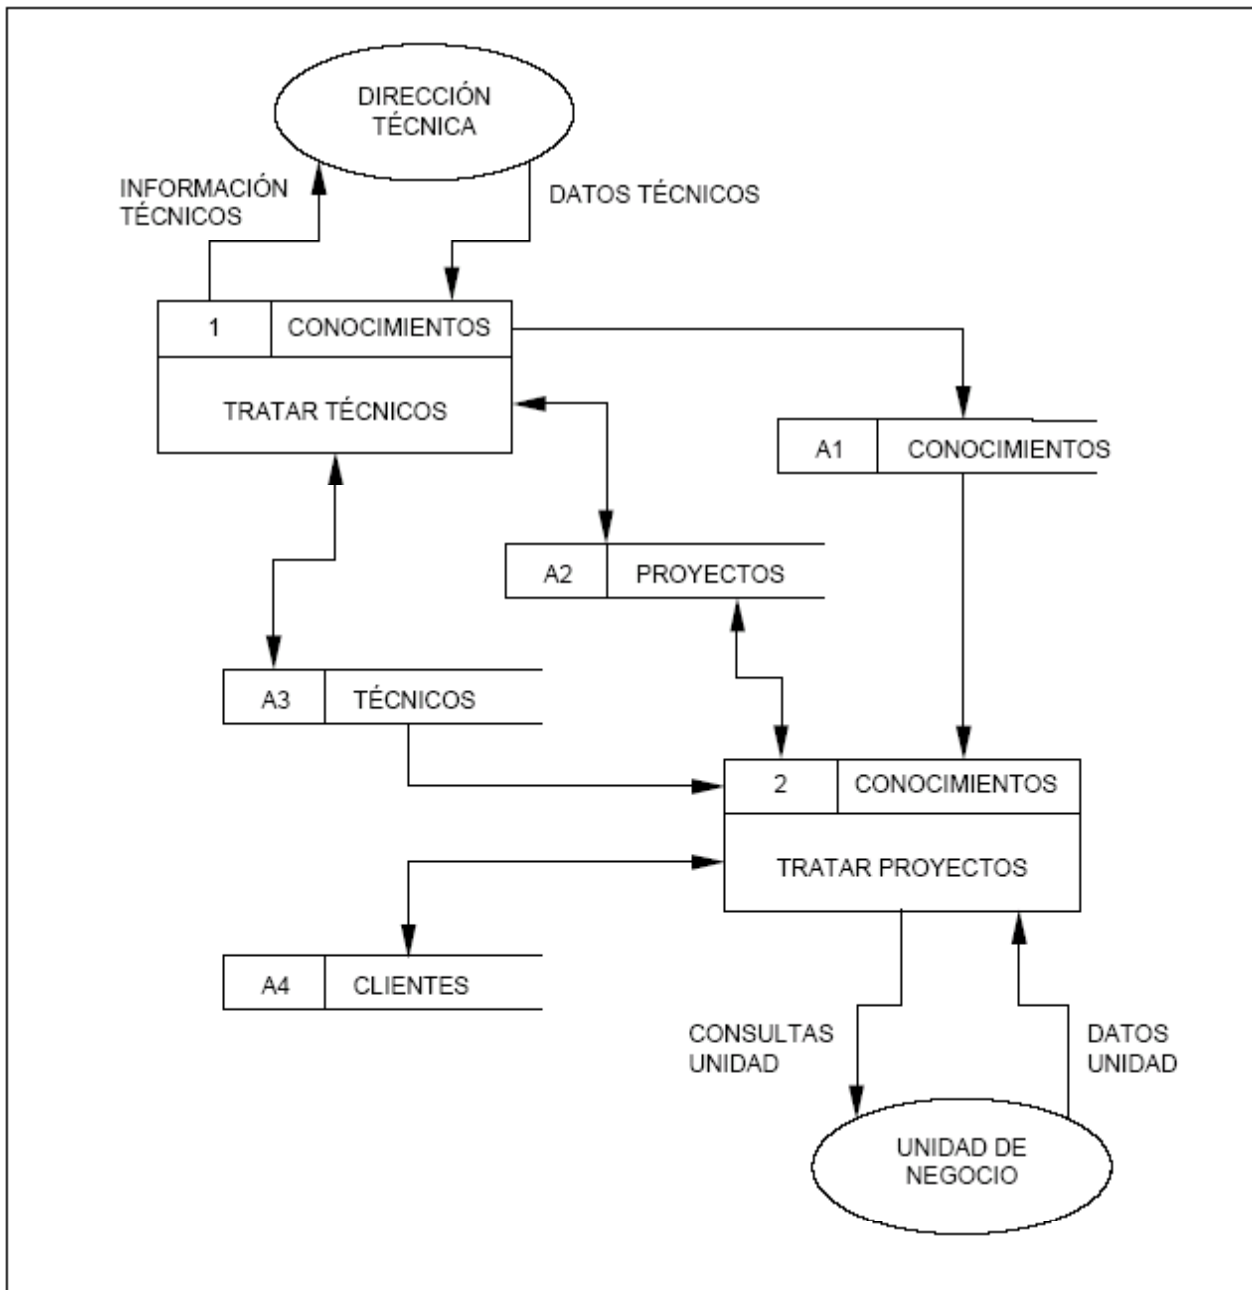 DIRECCIÓN
TÉCNICA
INFORMACIÓN
TÉCNICOS
DATOS TÉCNICOS
1
CONOCIMIENTOS
TRATAR TÉCNICOS
A1
CONOCIMIENTOS
A2
PROYECTOS
A3
TÉCNICOS
2
CONOCIMIENTOS
TRATAR PROYECTOS
A4
CLIENTES
CONSULTAS
UNIDAD
DATOS
UNIDAD
UNIDAD DE
NEGOCIO